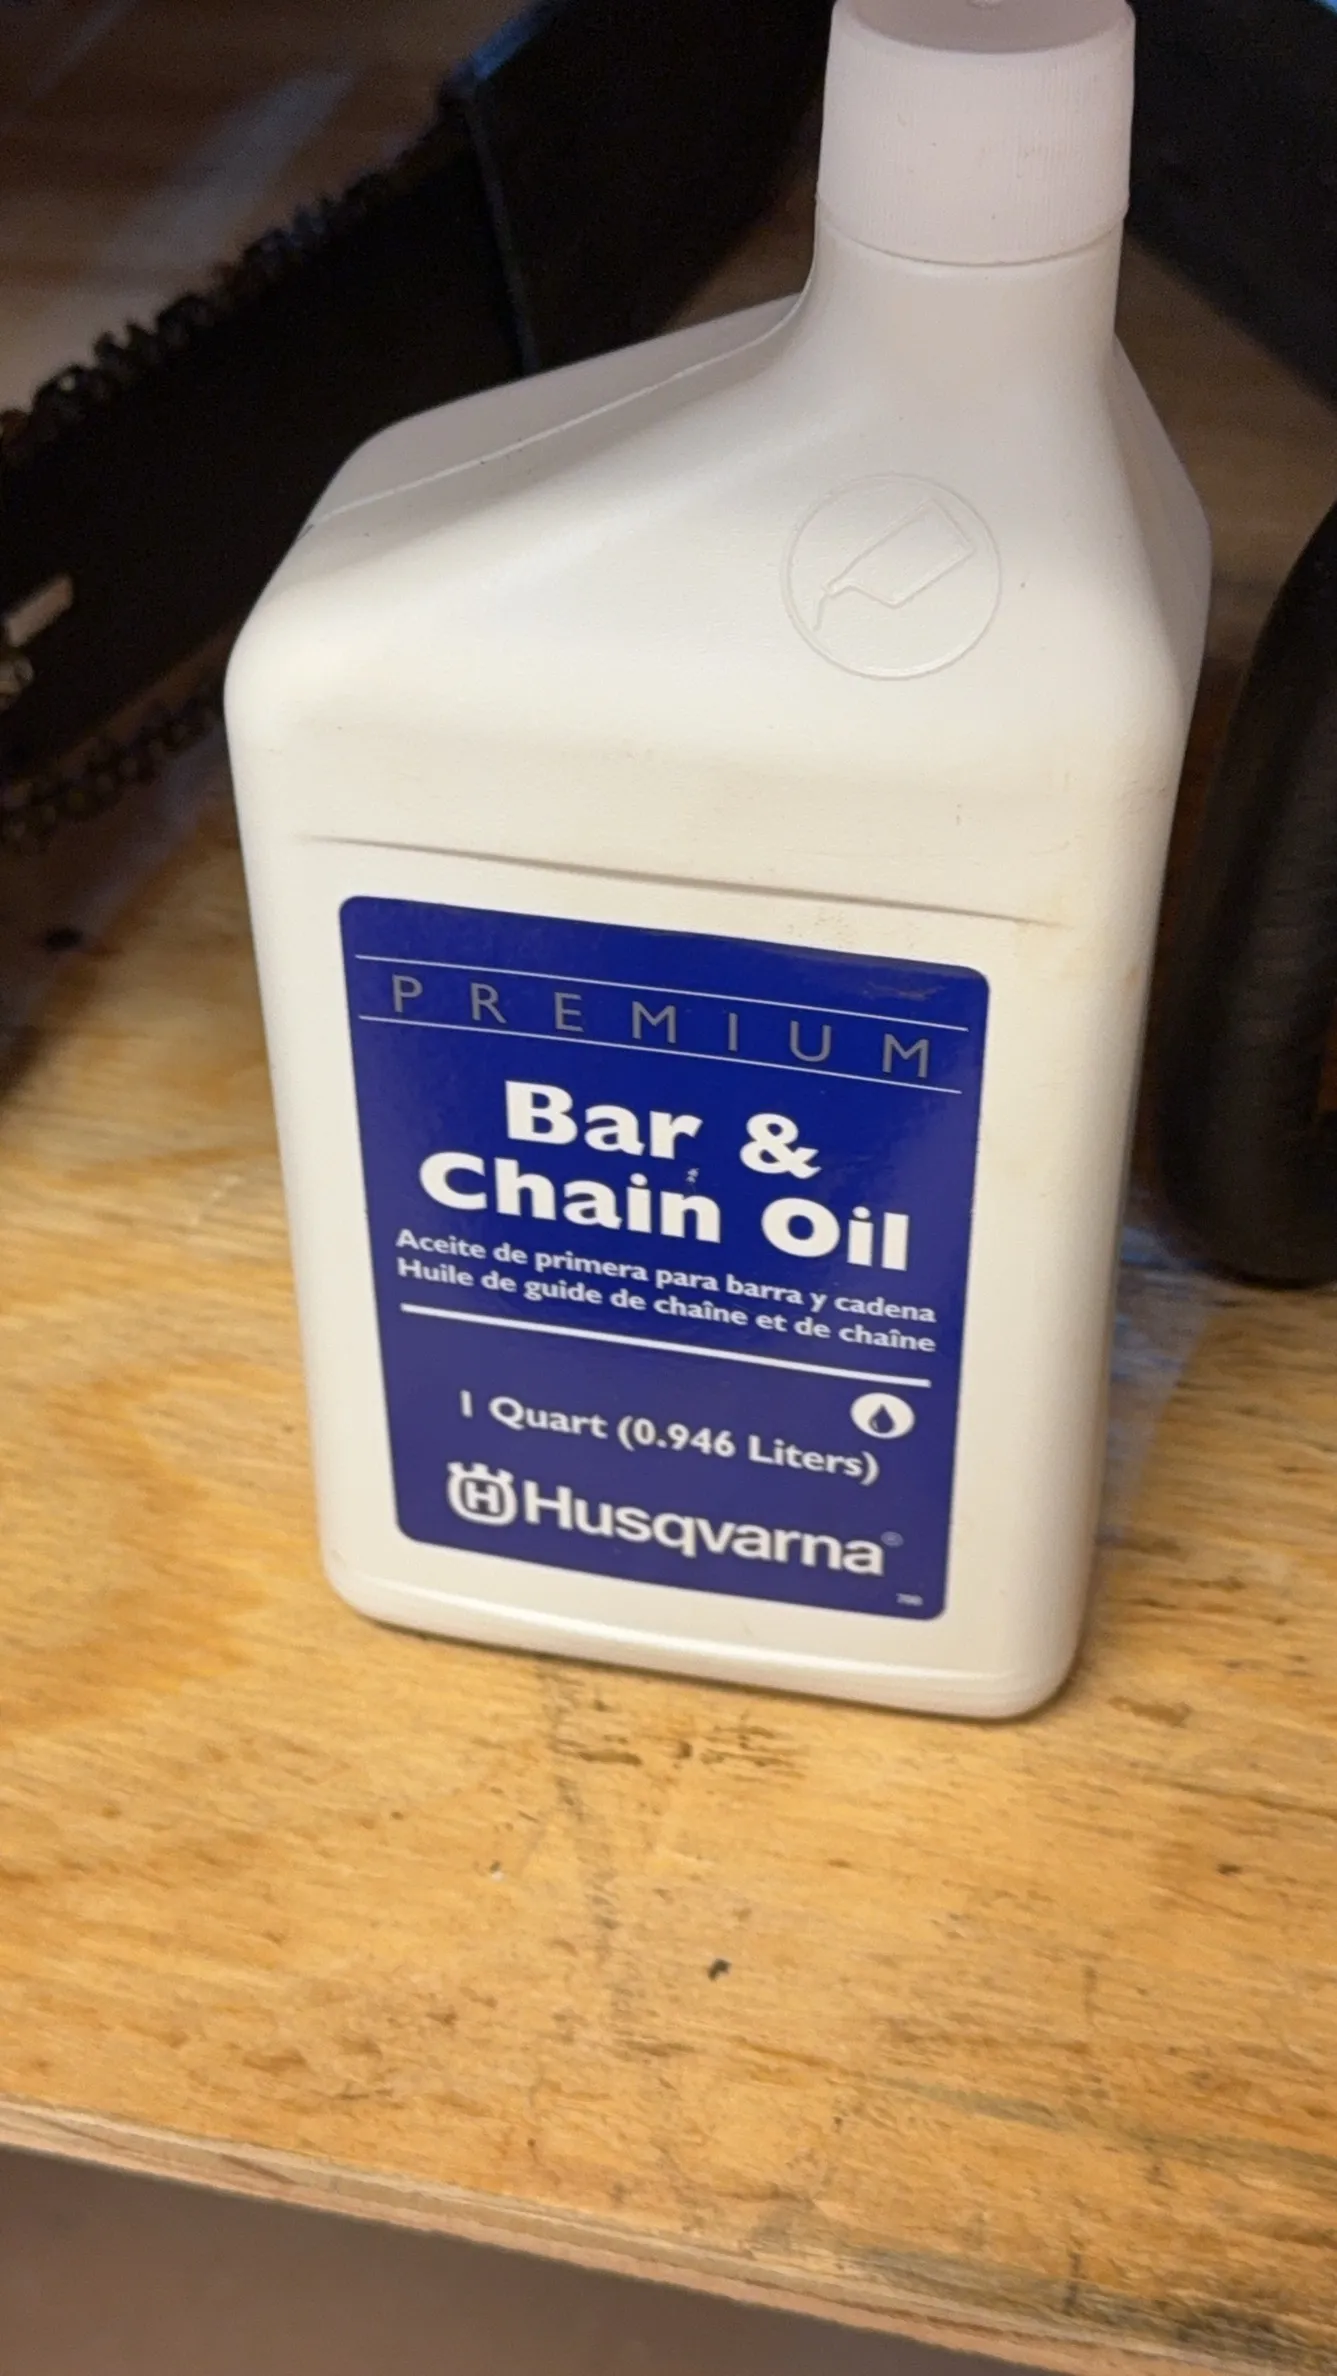 PREMIUM
Bar &
Chain Oil
Aceite de primera para barra y cadena
Huile de guide de chaîne et de chaîne
1 Quart (0.946 Liters)
H Husqvarna®